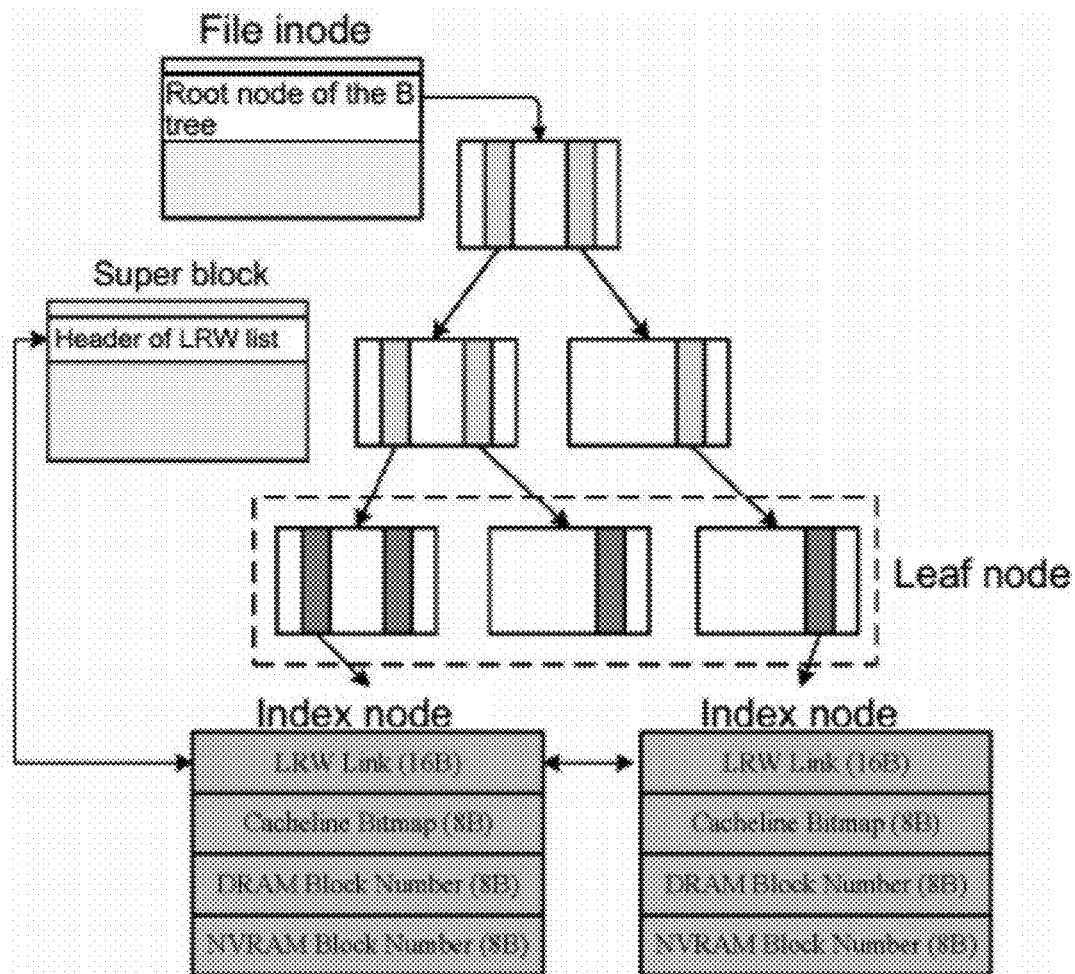 File inode
Root node of the B
tree
Super block
Header of LRW list
Leaf node
Index node
Index node
LRW Link (16B)
LRW Link (16B)
Cacheline Bitmap (8B)
Cacheline Bitmap (8B)
DRAM Block Number (8B)
DRAM Block Number (8B)
NVRAM Block Number (8B)
NVRAM Block Number (8B)